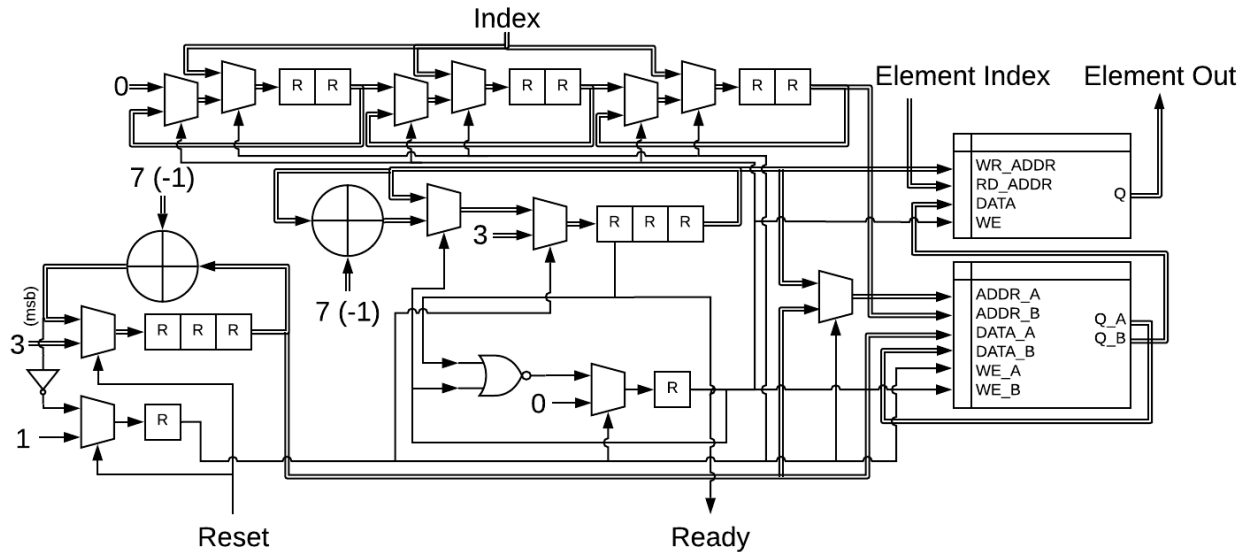 Index
0
R R
R R
R R
Element Index
Element Out
7 (-1)
WR_ADDR
RD_ADDR
DATA
WE
Q
3
R R R
7 (-1)
(msb)
3
R R R
ADDR_A
ADDR_B
DATA_A
DATA_B
WE_A
WE_B
Q_A
Q_B
0
R
1
R
Reset
Ready